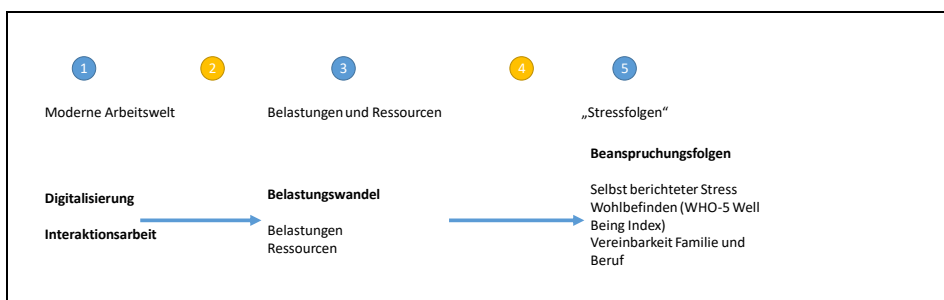 1 2 3 4 5
Moderne Arbeitswelt Belastungen und Ressourcen „Stressfolgen“
Beanspruchungsfolgen
Digitalisierung Belastungswandel Selbst berichteter Stress
Wohlbefinden (WHO-5 Well
Being Index)
Interaktionsarbeit Belastungen
Ressourcen
Vereinbarkeit Familie und
Beruf